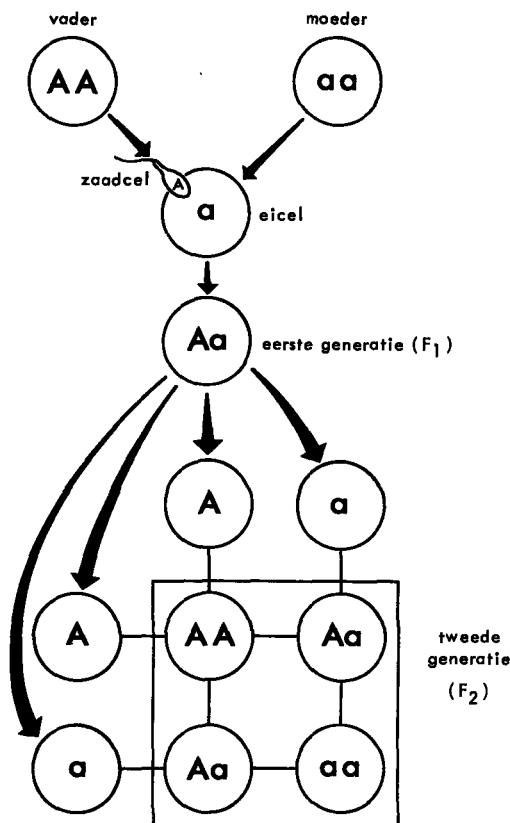 vader
moeder
AA
aa
zaadcel
A
a
eicel
Aa
eerste generatie (F1)
A
a
A
AA
Aa
tweede
generatie
(F2)
a
Aa
aa